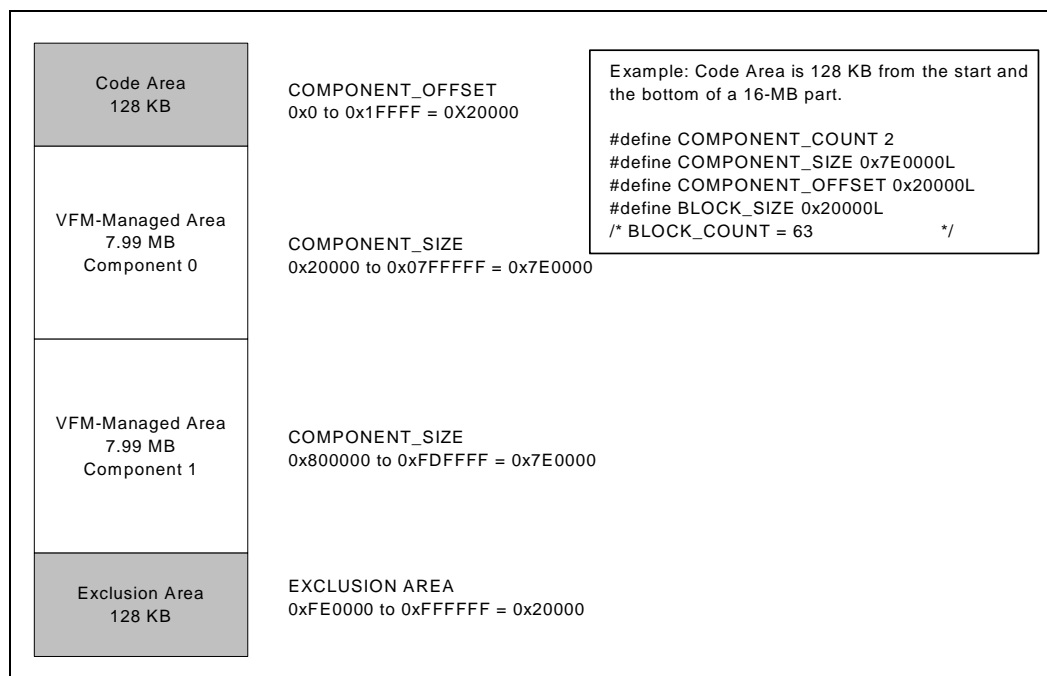 Code Area
128 KB
COMPONENT_OFFSET
0x0 to 0x1FFFF = 0X20000
Example: Code Area is 128 KB from the start and
the bottom of a 16-MB part.
#define COMPONENT_COUNT 2
#define COMPONENT_SIZE 0x7E0000L
#define COMPONENT_OFFSET 0x20000L
#define BLOCK_SIZE 0x20000L
/* BLOCK_COUNT = 63 */
VFM-Managed Area
7.99 MB
Component 0
COMPONENT_SIZE
0x20000 to 0x07FFFFF = 0x7E0000
VFM-Managed Area
7.99 MB
Component 1
COMPONENT_SIZE
0x800000 to 0xFDFFFF = 0x7E0000
Exclusion Area
128 KB
EXCLUSION AREA
0xFE0000 to 0xFFFFFF = 0x20000